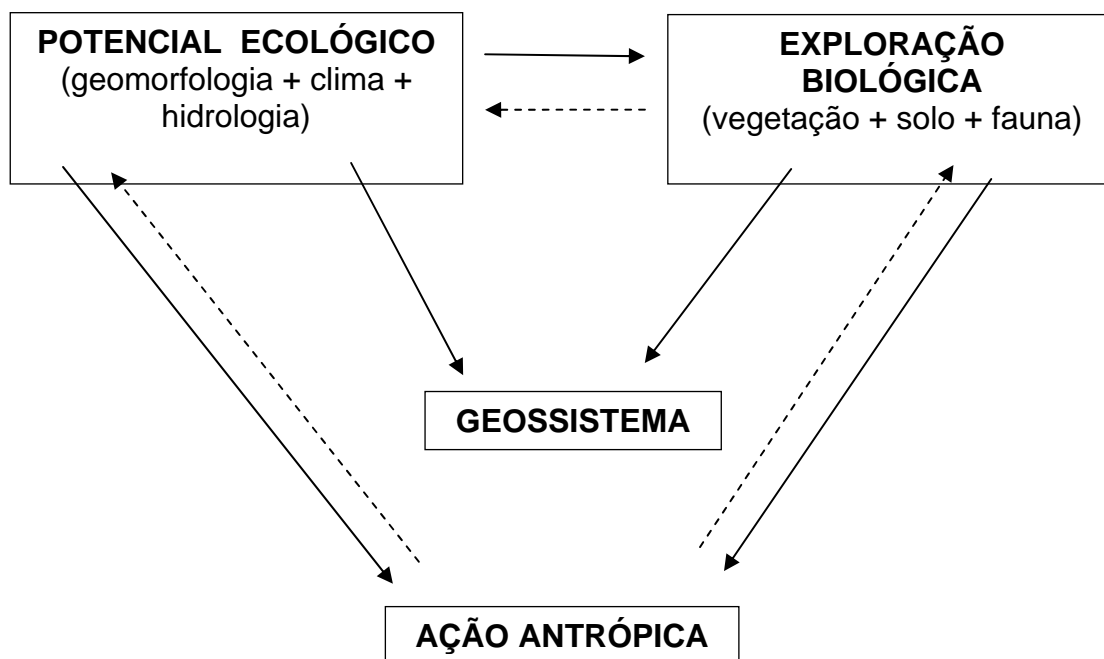 POTENCIAL ECOLÓGICO
(geomorfologia + clima +
hidrologia)
EXPLORAÇÃO
BIOLÓGICA
(vegetação + solo + fauna)
GEOSSISTEMA
AÇÃO ANTRÓPICA